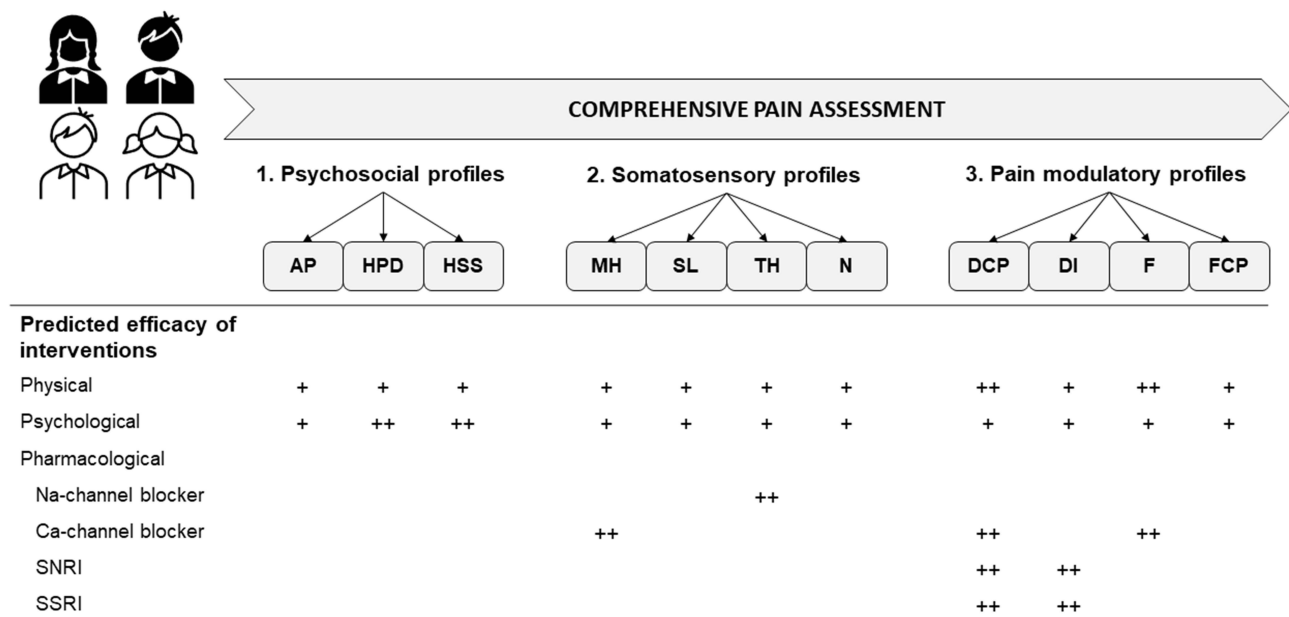 COMPREHENSIVE PAIN ASSESSMENT
1. Psychosocial profiles 2. Somatosensory profiles 3. Pain modulatory profiles
AP HPD HSS MH SL TH N DCP DI F FCP
Predicted efficacy of
interventions
Physical + + + + + + + ++ + ++ +
Psychological + ++ ++ + + + + + + + +
Pharmacological
Na-channel blocker ++
Ca-channel blocker ++ ++ ++
SNRI ++ ++
SSRI ++ ++